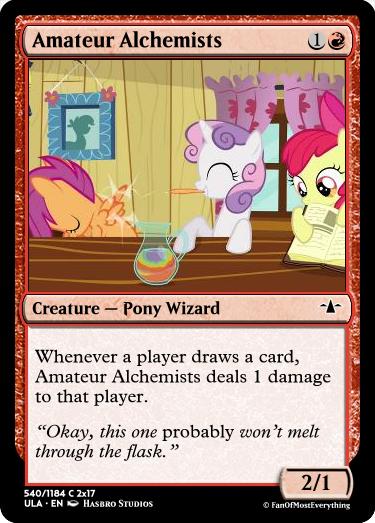 Amateur Alchemists 1
Creature — Pony Wizard
Whenever a player draws a card,
Amateur Alchemists deals 1 damage
to that player.
“Okay, this one probably won’t melt
through the flask.”
2/1
540/1184 C 2x17
ULA • EN Hasbro Studios © FanOfMostEverything